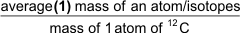 average(1) mass of an atom/isotopes
mass of 1 atom of ¹²C